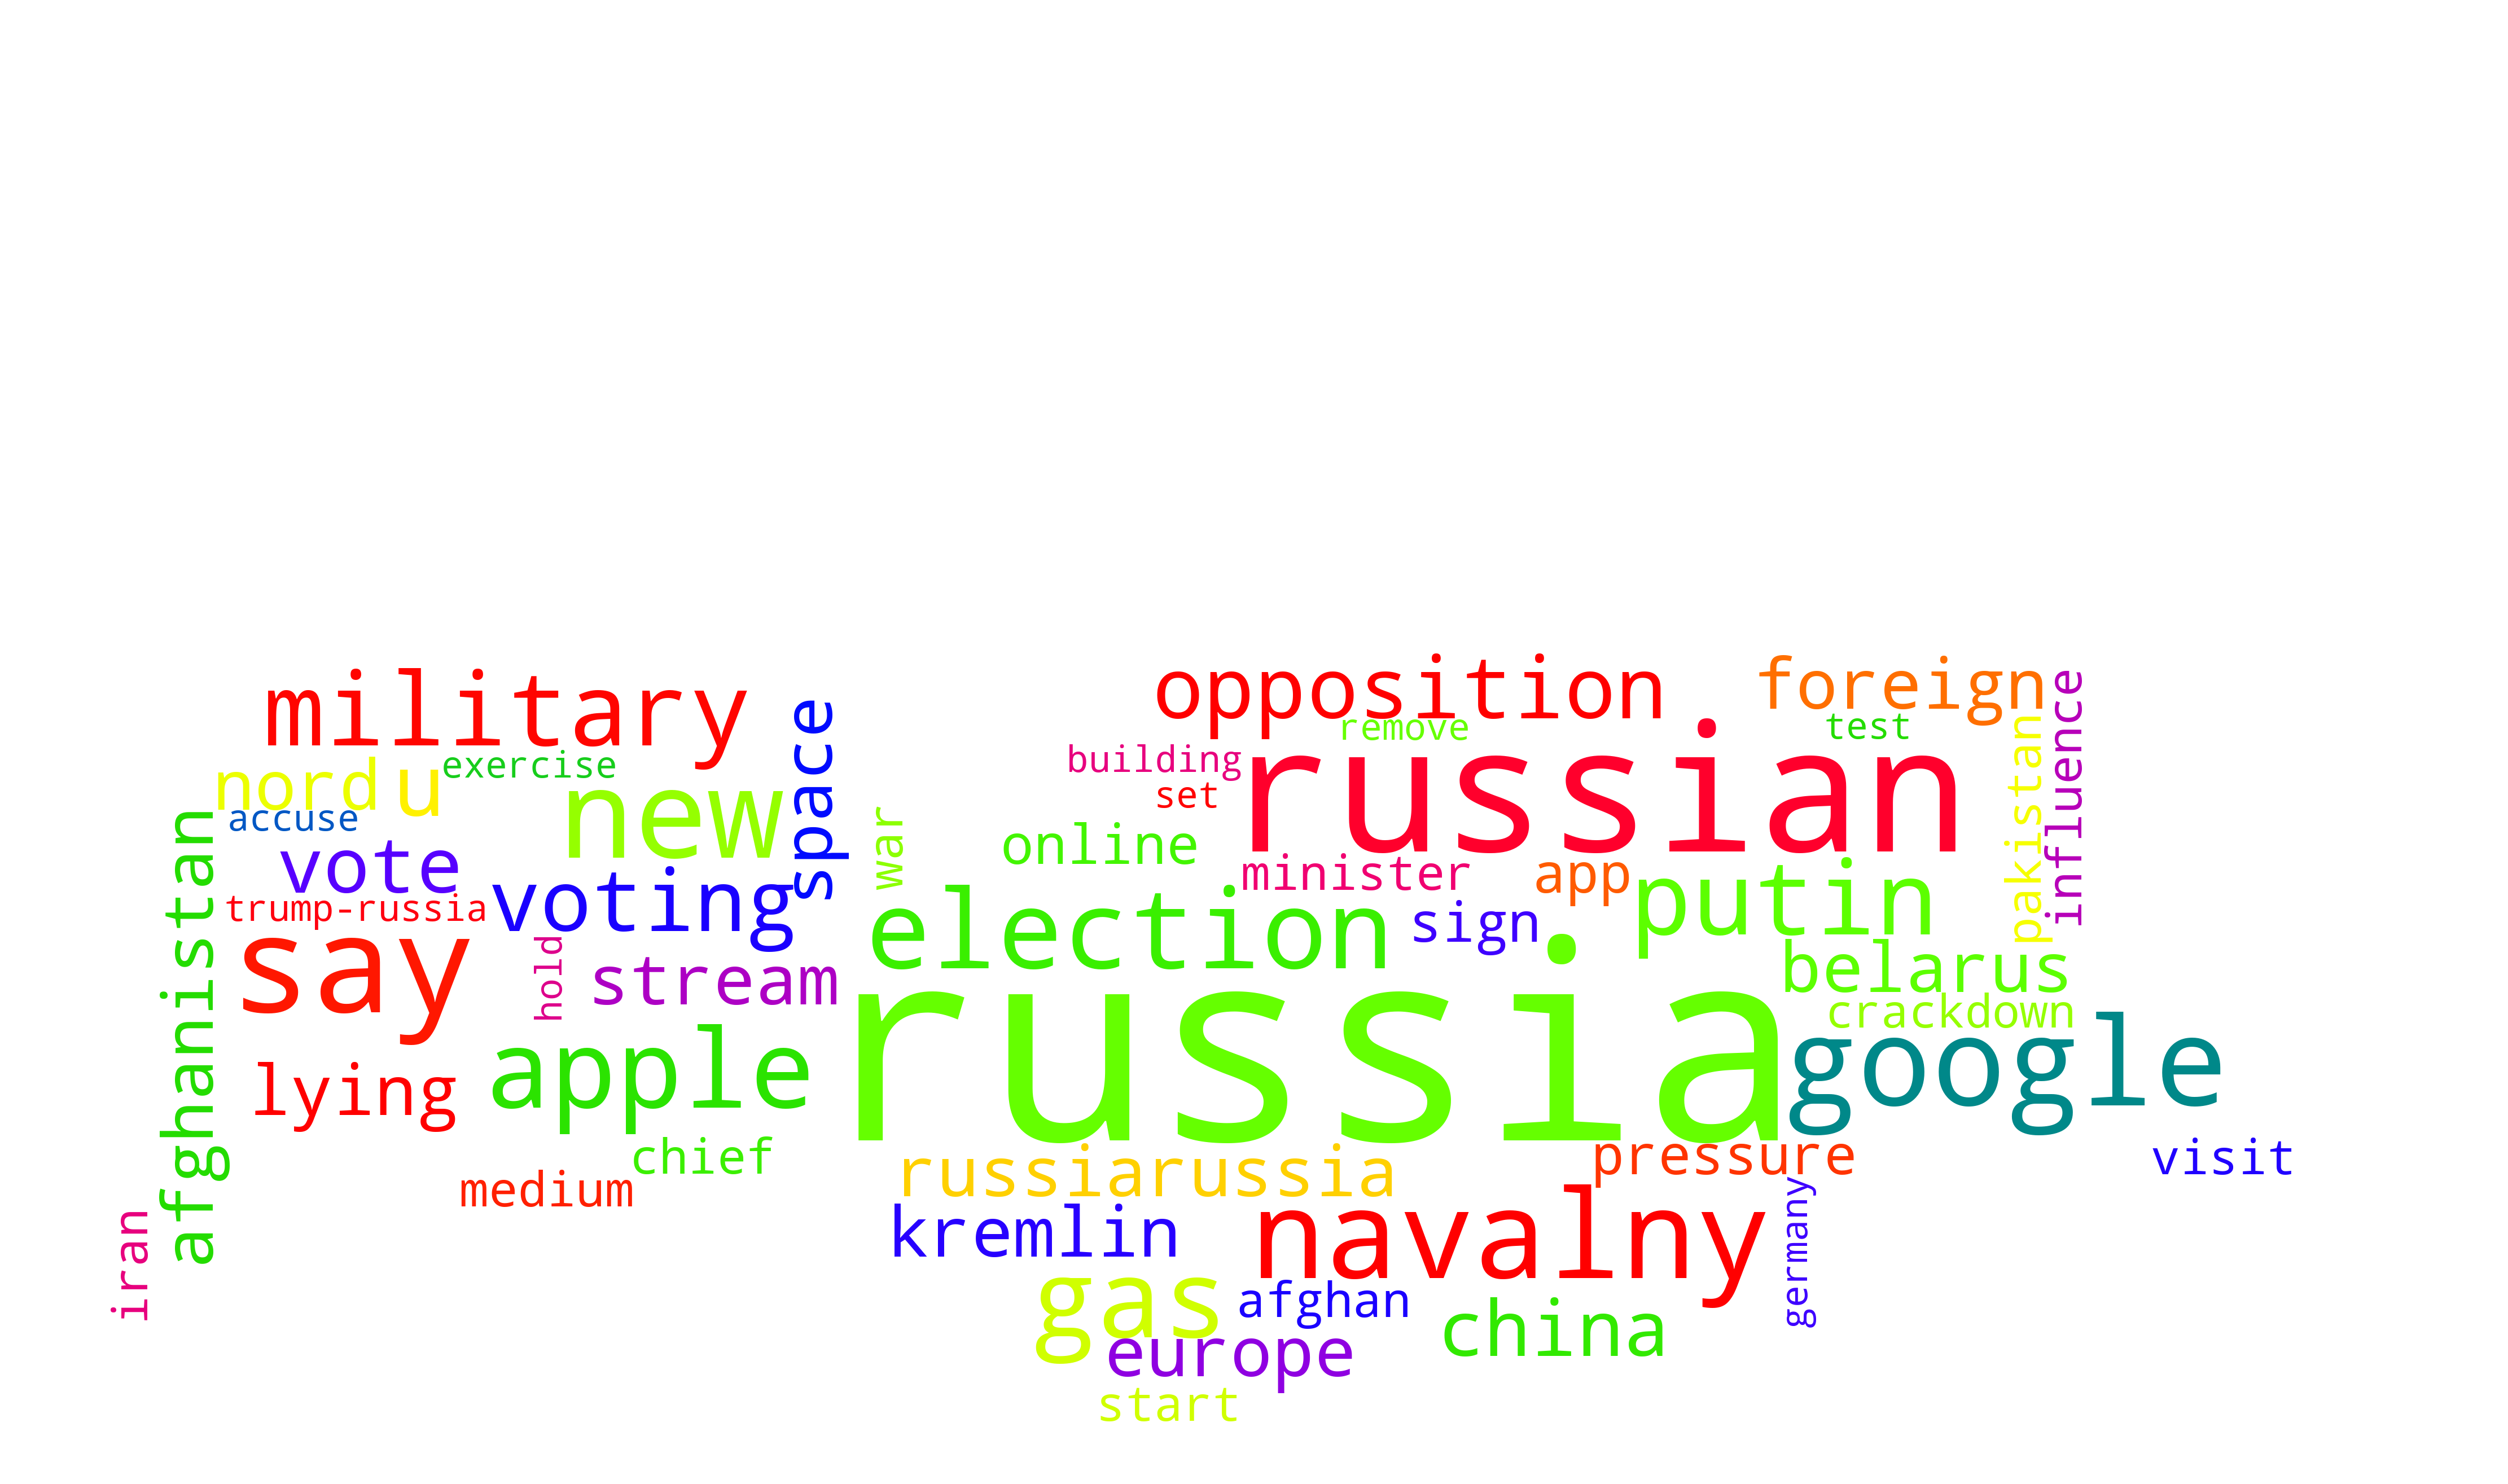 military
opposition
foreign
influence
remove
test
building
russian
pakistan
space
nord
u
exercise
new
set
accuse
war
online
vote
minister
app
putin
afghanistan
trump-russia
voting
election
sign
say
hold
stream
belarus
crackdown
russia
google
lying
apple
chief
medium
russiarussia
pressure
visit
iran
kremlin
navalny
germany
gas
afghan
china
europe
start